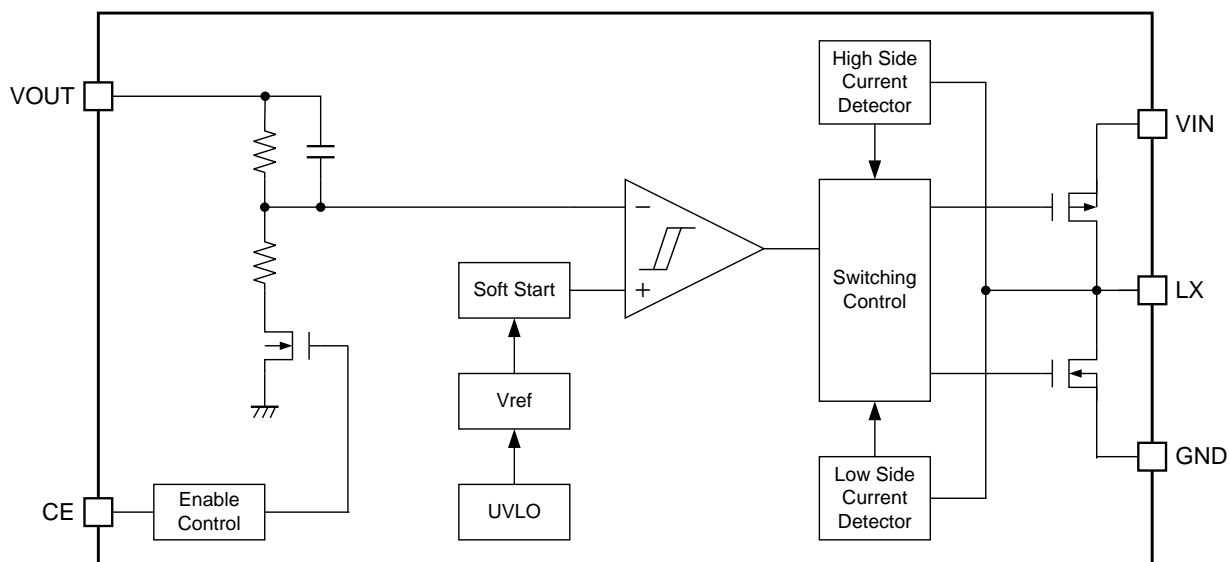 High Side
Current
Detector
VOUT
VIN
−
Soft Start
+
Switching
Control
LX
Vref
GND
Low Side
Current
Detector
CE
Enable
Control
UVLO